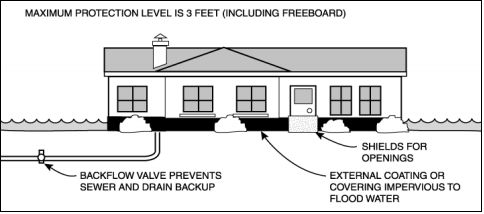 MAXIMUM PROTECTION LEVEL IS 3 FEET (INCLUDING FREEBOARD)
SHIELDS FOR
OPENINGS
BACKFLOW VALVE PREVENTS
SEWER AND DRAIN BACKUP
EXTERNAL COATING OR
COVERING IMPERVIOUS TO
FLOOD WATER